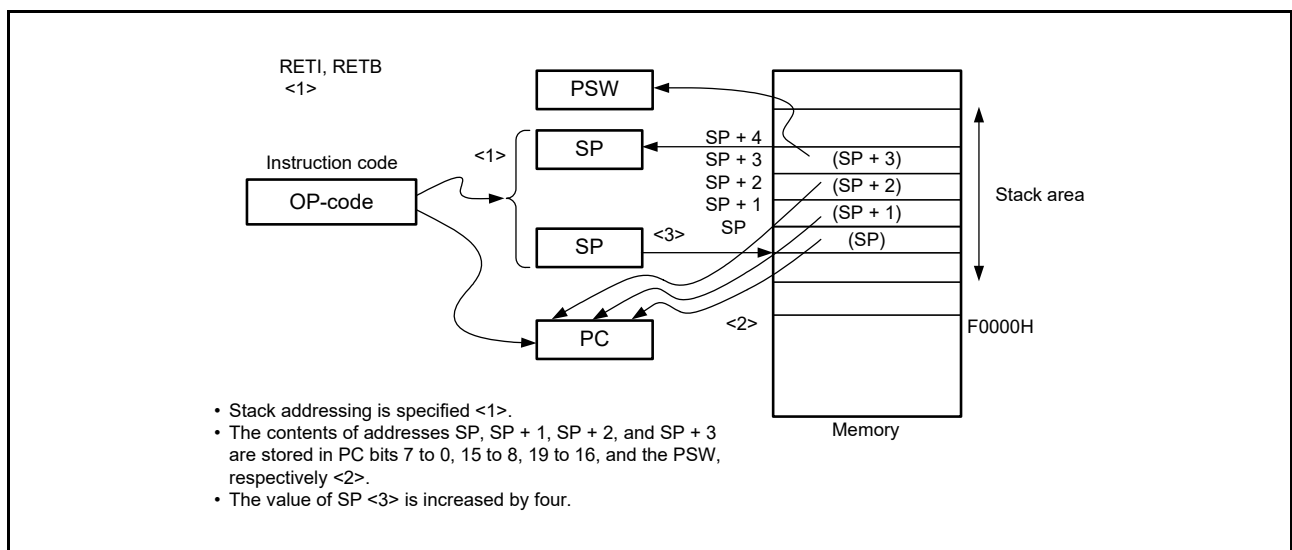 RETI, RETB
<1>
PSW
SP + 4
<1>
SP
SP + 3
(SP + 3)
Instruction code
SP + 2
(SP + 2)
OP-code
Stack area
SP + 1
(SP + 1)
SP
<3>
SP
(SP)
<2>
F0000H
PC
• Stack addressing is specified <1>.
• The contents of addresses SP, SP + 1, SP + 2, and SP + 3
are stored in PC bits 7 to 0, 15 to 8, 19 to 16, and the PSW,
respectively <2>.
• The value of SP <3> is increased by four.
Memory